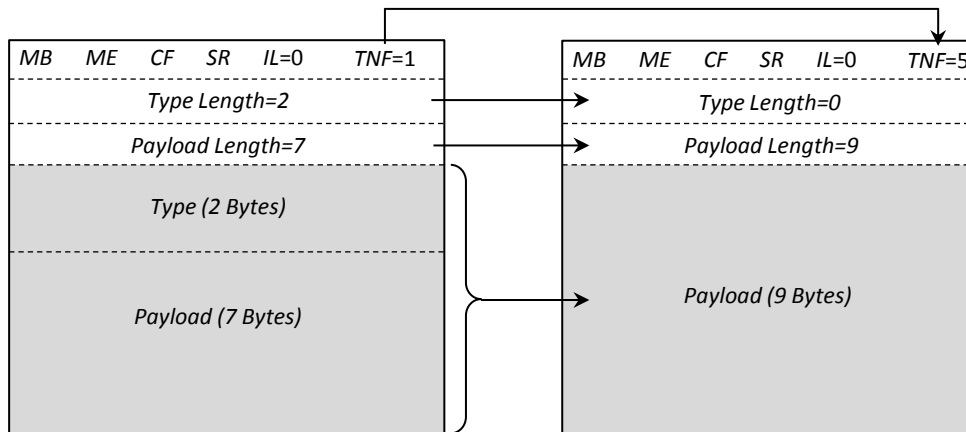 MB ME CF SR IL=0 TNF=1
Type Length=2
Payload Length=7
Type (2 Bytes)
Payload (7 Bytes)
MB ME CF SR IL=0 TNF=5
Type Length=0
Payload Length=9
Payload (9 Bytes)